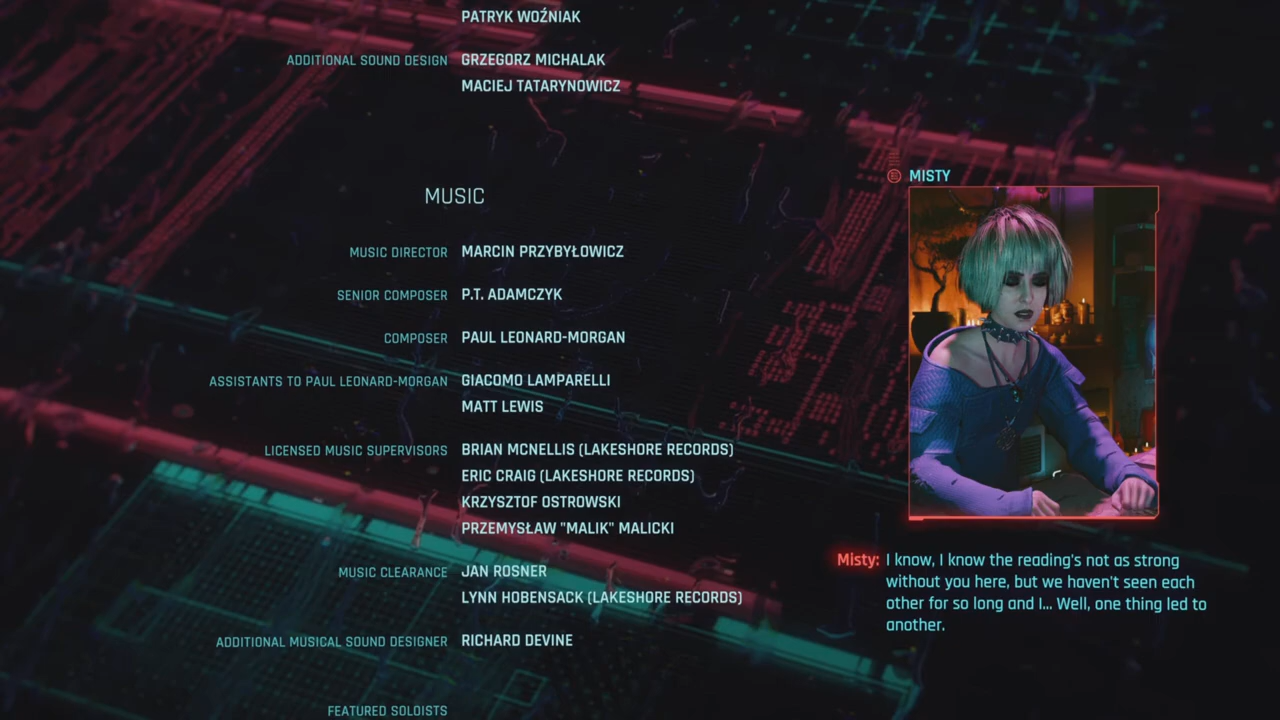 PATRYK WOŹNIAK
ADDITIONAL SOUND DESIGN GRZEGORZ MICHALAK
MACIEJ TATARYNOWICZ
MUSIC
MUSIC DIRECTOR MARCIN PRZYBYŁOWICZ
SENIOR COMPOSER P.T. ADAMCZYK
COMPOSER PAUL LEONARD-MORGAN
ASSISTANTS TO PAUL LEONARD-MORGAN GIACOMO LAMPARELLI
MATT LEWIS
LICENSED MUSIC SUPERVISORS BRIAN MCNELLIS (LAKESHORE RECORDS)
ERIC CRAIG (LAKESHORE RECORDS)
KRZYSZTOF OSTROWSKI
PRZEMYSŁAW "MALIK" MALICKI
MUSIC CLEARANCE JAN ROSNER
LYNN HOBENSACK (LAKESHORE RECORDS)
ADDITIONAL MUSICAL SOUND DESIGNER RICHARD DEVINE
FEATURED SOLOISTS
MISTY
Misty: I know, I know the reading's not as strong
without you here, but we haven't seen each
other for so long and I... Well, one thing led to
another.